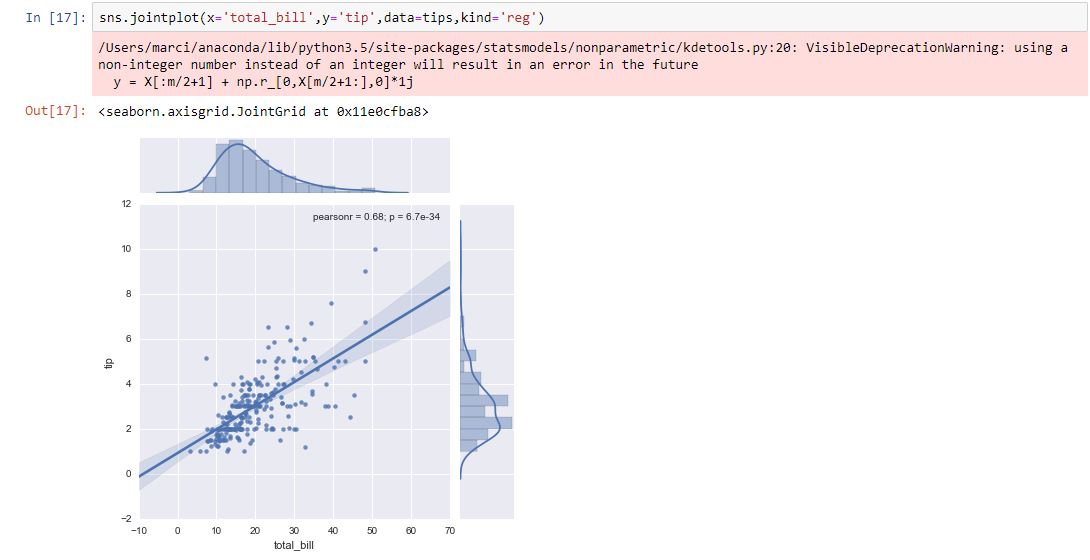 In [17]: sns.jointplot(x='total_bill',y='tip',data=tips,kind='reg')
/Users/marci/anaconda/lib/python3.5/site-packages/statsmodels/nonparametric/kdetools.py:20: VisibleDeprecationWarning: using a
non-integer number instead of an integer will result in an error in the future
y = X[:m/2+1] + np.r_[0,X[m/2+1:],0]*1j
Out[17]: <seaborn.axisgrid.JointGrid at 0x11e0cfba8>
12
pearsonr = 0.68; p = 6.7e-34
10
8
6
tip
4
2
0
−2
−10 0 10 20 30 40 50 60 70
total_bill